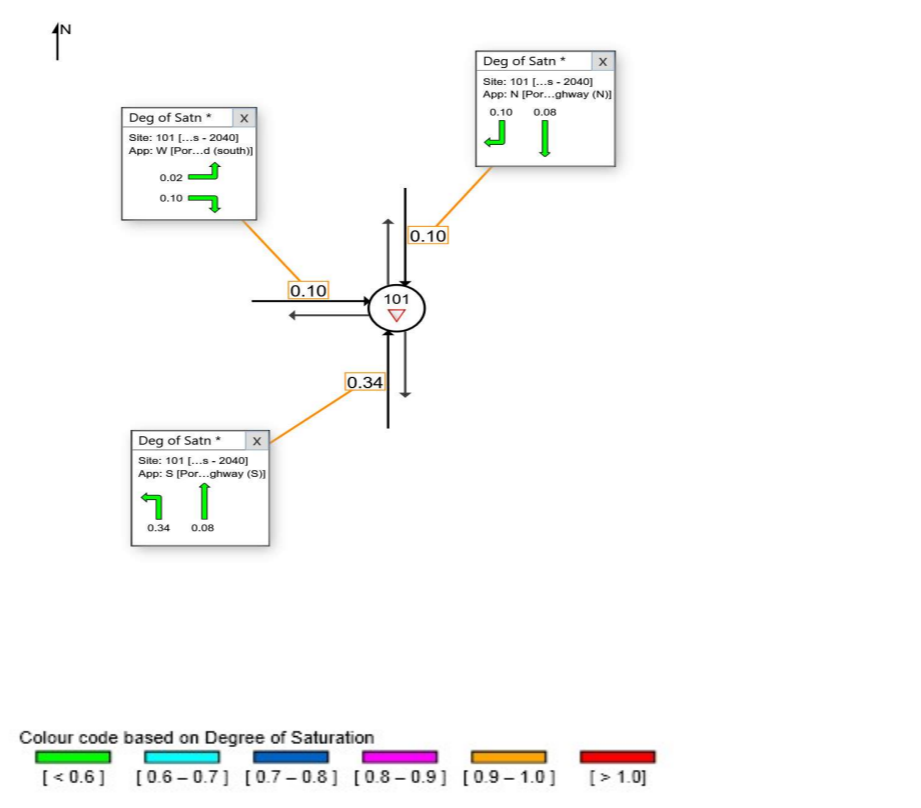 N
Deg of Satn * X
Site: 101 [...s - 2040]
App: N [Por...ghway (N)]
0.10 0.08
Deg of Satn * X
Site: 101 [...s - 2040]
App: W [Por...d (south)]
0.02
0.10
0.10
0.10
101
0.34
Deg of Satn * X
Site: 101 [...s - 2040]
App: S [Por...ghway (S)]
0.34 0.08
Colour code based on Degree of Saturation
[ < 0.6 ] [ 0.6 – 0.7 ] [ 0.7 – 0.8 ] [ 0.8 – 0.9 ] [ 0.9 – 1.0 ] [ > 1.0]